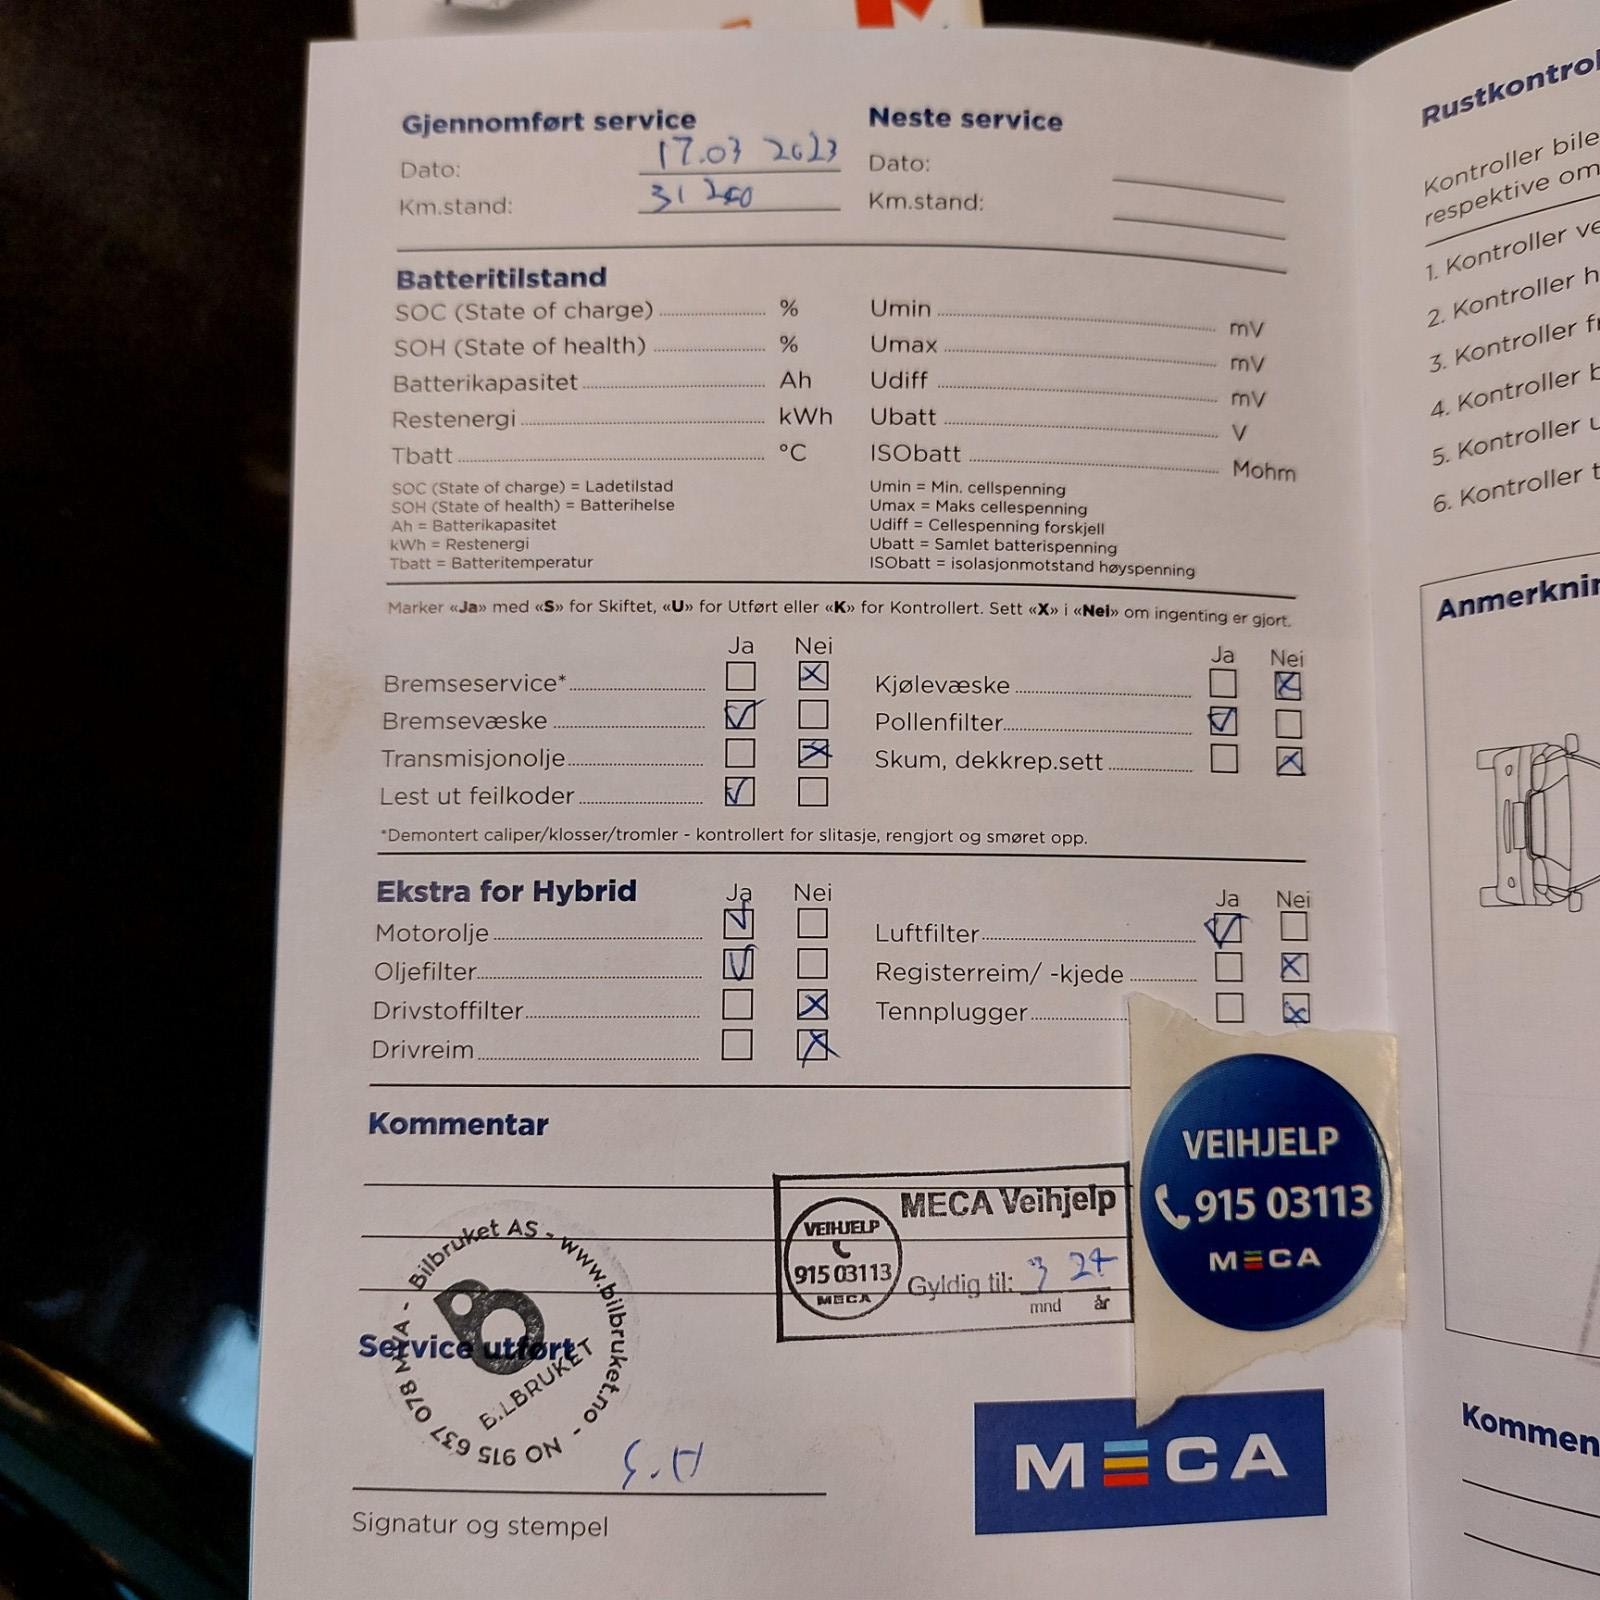 Gjennomført service
Dato: 17.03 2023
Km.stand: 31 200
Neste service
Dato:
Km.stand:
Batteritilstand
SOC (State of charge) %
SOH (State of health) %
Batterikapasitet Ah
Restenergi kWh
Tbatt °C
Umin mV
Umax mV
Udiff mV
Ubatt V
ISObatt Mohm
SOC (State of charge) = Ladetilstad
SOH (State of health) = Batterihelse
Ah = Batterikapasitet
kWh = Restenergi
Tbatt = Batteritemperatur
Umin = Min. cellspenning
Umax = Maks cellespenning
Udiff = Cellespenning forskjell
Ubatt = Samlet batterispenning
ISObatt = isolasjonmotstand høyspenning
Marker «Ja» med «S» for Skiftet, «U» for Utført eller «K» for Kontrollert. Sett «X» i «Nei» om ingenting er gjort.
Ja Nei
Bremseservice*
Bremsevæske
Transmisjonolje
Lest ut feilkoder
Ja Nei
Kjølevæske
Pollenfilter
Skum, dekkrep.sett
*Demontert caliper/klosser/tromler - kontrollert for slitasje, rengjort og smøret opp.
Ekstra for Hybrid
Ja Nei
Motorolje
Oljefilter
Drivstoffilter
Drivreim
Ja Nei
Luftfilter
Registerreim/ -kjede
Tennplugger
Kommentar
MECA Veihjelp
VEIHJELP
915 03113
MECA
Gyldig til: 3 24
mnd år
VEIHJELP
915 03113
MECA
Service utført
Bilbruket AS - www.bilbruket.no - NO 915 637 078 MVA -
BILBRUKET
S.H
Signatur og stempel
MECA
Rustkontrol
Kontroller bile
respektive om
1. Kontroller ve
2. Kontroller h
3. Kontroller fr
4. Kontroller b
5. Kontroller u
6. Kontroller t
Anmerknin
Kommen